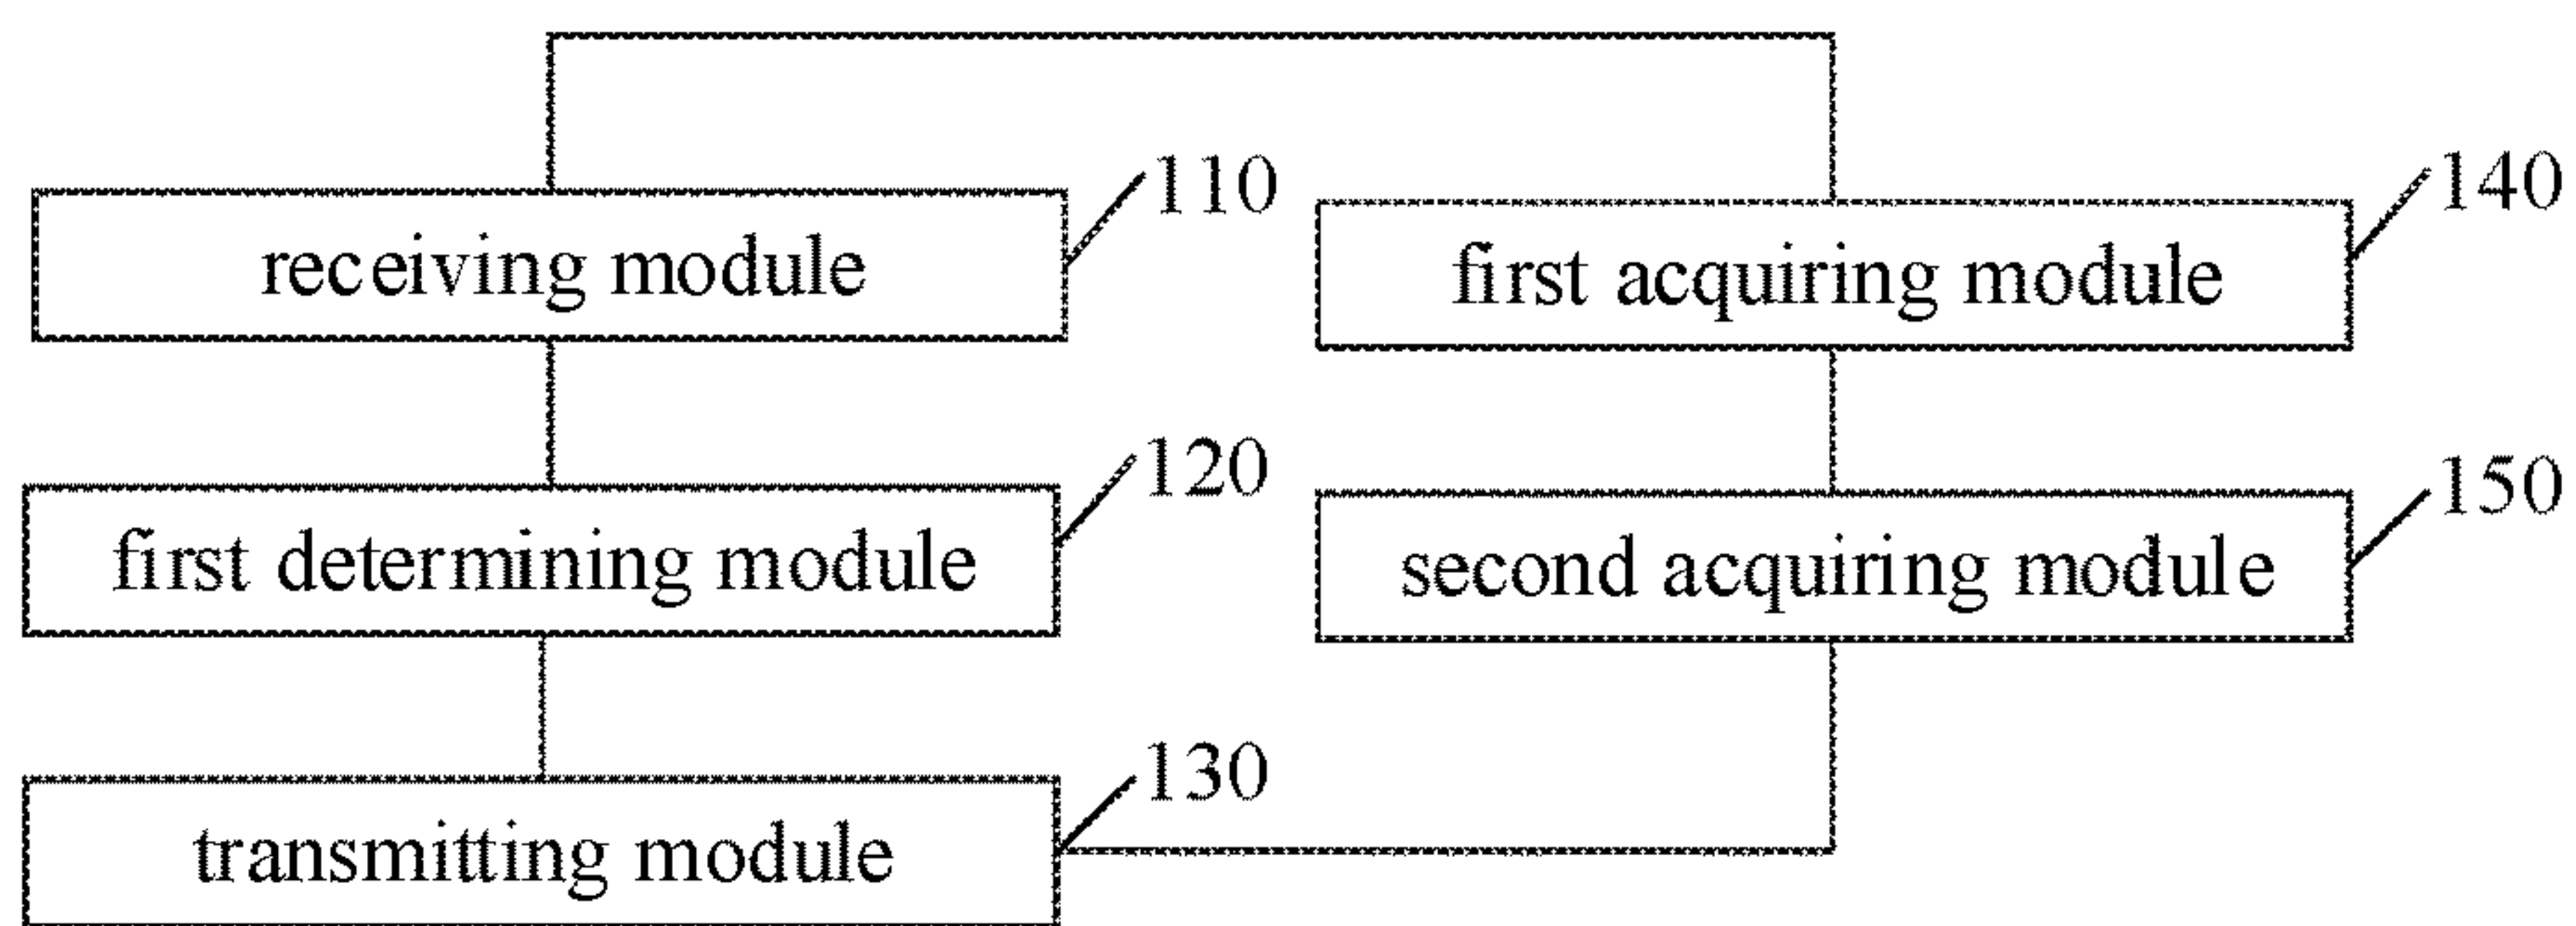 receiving module
110
first determining module
120
transmitting module
130
first acquiring module
140
second acquiring module
150